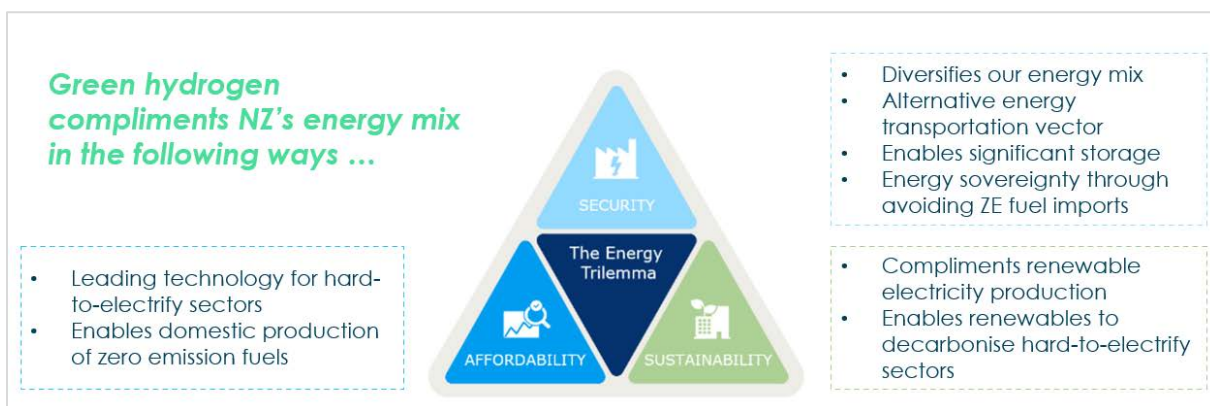 Green hydrogen
compliments NZ's energy mix
in the following ways ...
• Diversifies our energy mix
• Alternative energy
transportation vector
• Enables significant storage
• Energy sovereignty through
avoiding ZE fuel imports
SECURITY
The Energy
Trilemma
AFFORDABILITY
SUSTAINABILITY
• Leading technology for hard-
to-electrify sectors
• Enables domestic production
of zero emission fuels
• Compliments renewable
electricity production
• Enables renewables to
decarbonise hard-to-electrify
sectors